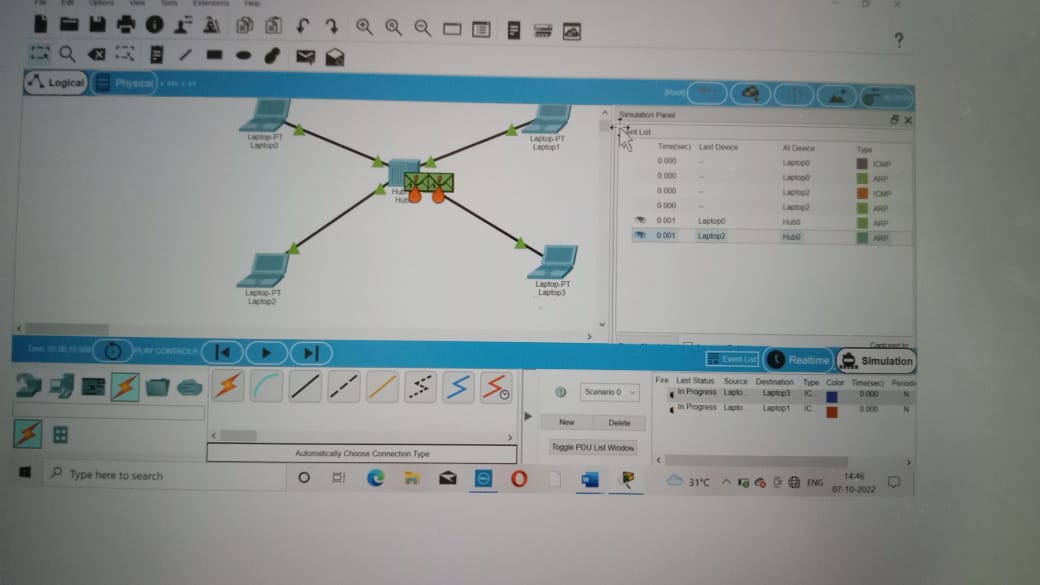 File Edit Options View Tools Extensions Help
?
Logical
Physical
[Root]
Simulation Panel
Event List
Time(sec) Last Device At Device Type
0.000 -- Laptop0 ICMP
0.000 -- Laptop0 ARP
0.000 -- Laptop2 ICMP
0.000 -- Laptop2 ARP
0.001 Laptop0 Hub0 ARP
0.001 Laptop2 Hub0 ARP
Laptop-PT
Laptop0
Laptop-PT
Laptop1
Hub
Hub
Laptop-PT
Laptop2
Laptop-PT
Laptop3
Captured to
PLAY CONTROLS
Event List
Realtime
Simulation
Scenario 0
New
Delete
Toggle PDU List Window
Fire Last Status Source Destination Type Color Time(sec) Periodi
In Progress Lapto... Laptop3 IC... 0.000 N
In Progress Lapto... Laptop1 IC... 0.000 N
Automatically Choose Connection Type
Type here to search
31°C
ENG
14:46
07-10-2022